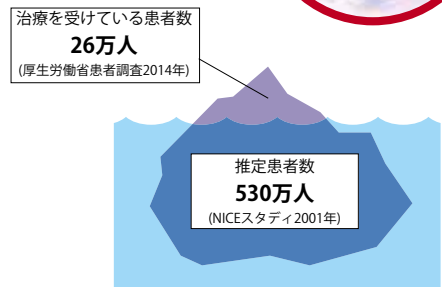 治療を受けている患者数
26万人
(厚生労働省患者調査2014年)
推定患者数
530万人
(NICEスタディ2001年)